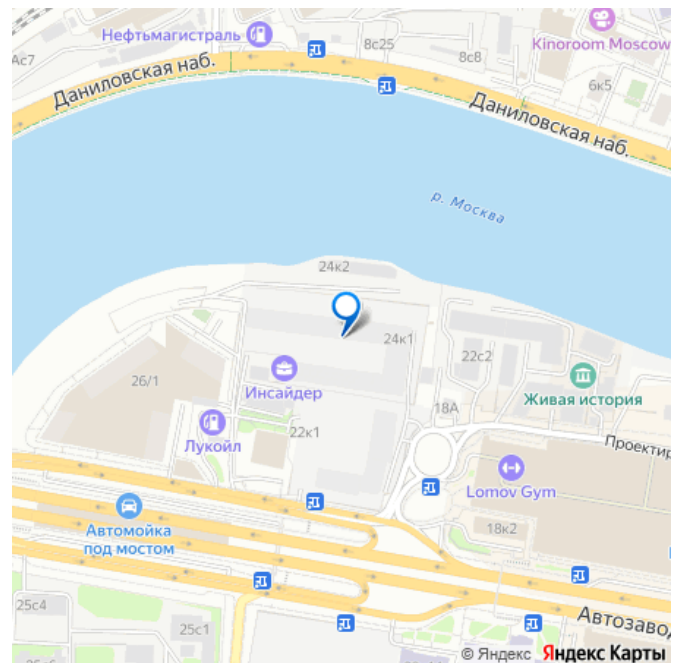 Нефтьмагистраль
8с25
8с8
Kinoroom Moscow
Ас7
6к5
Даниловская наб.
Даниловская наб.
р. Москва
24к2
24к1
22с2
26/1
Инсайдер
Живая история
18А
Лукойл
22к1
Проектир
Lomov Gym
18к2
Автомойка
под мостом
25с4
25с1
Автозавод
© Яндекс Яндекс Карты